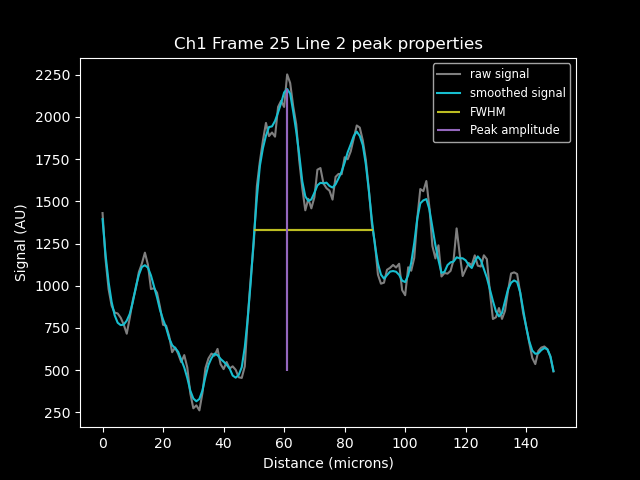 Ch1 Frame 25 Line 2 peak properties
raw signal
smoothed signal
FWHM
Peak amplitude
Signal (AU)
2250
2000
1750
1500
1250
1000
750
500
250
0 20 40 60 80 100 120 140
Distance (microns)